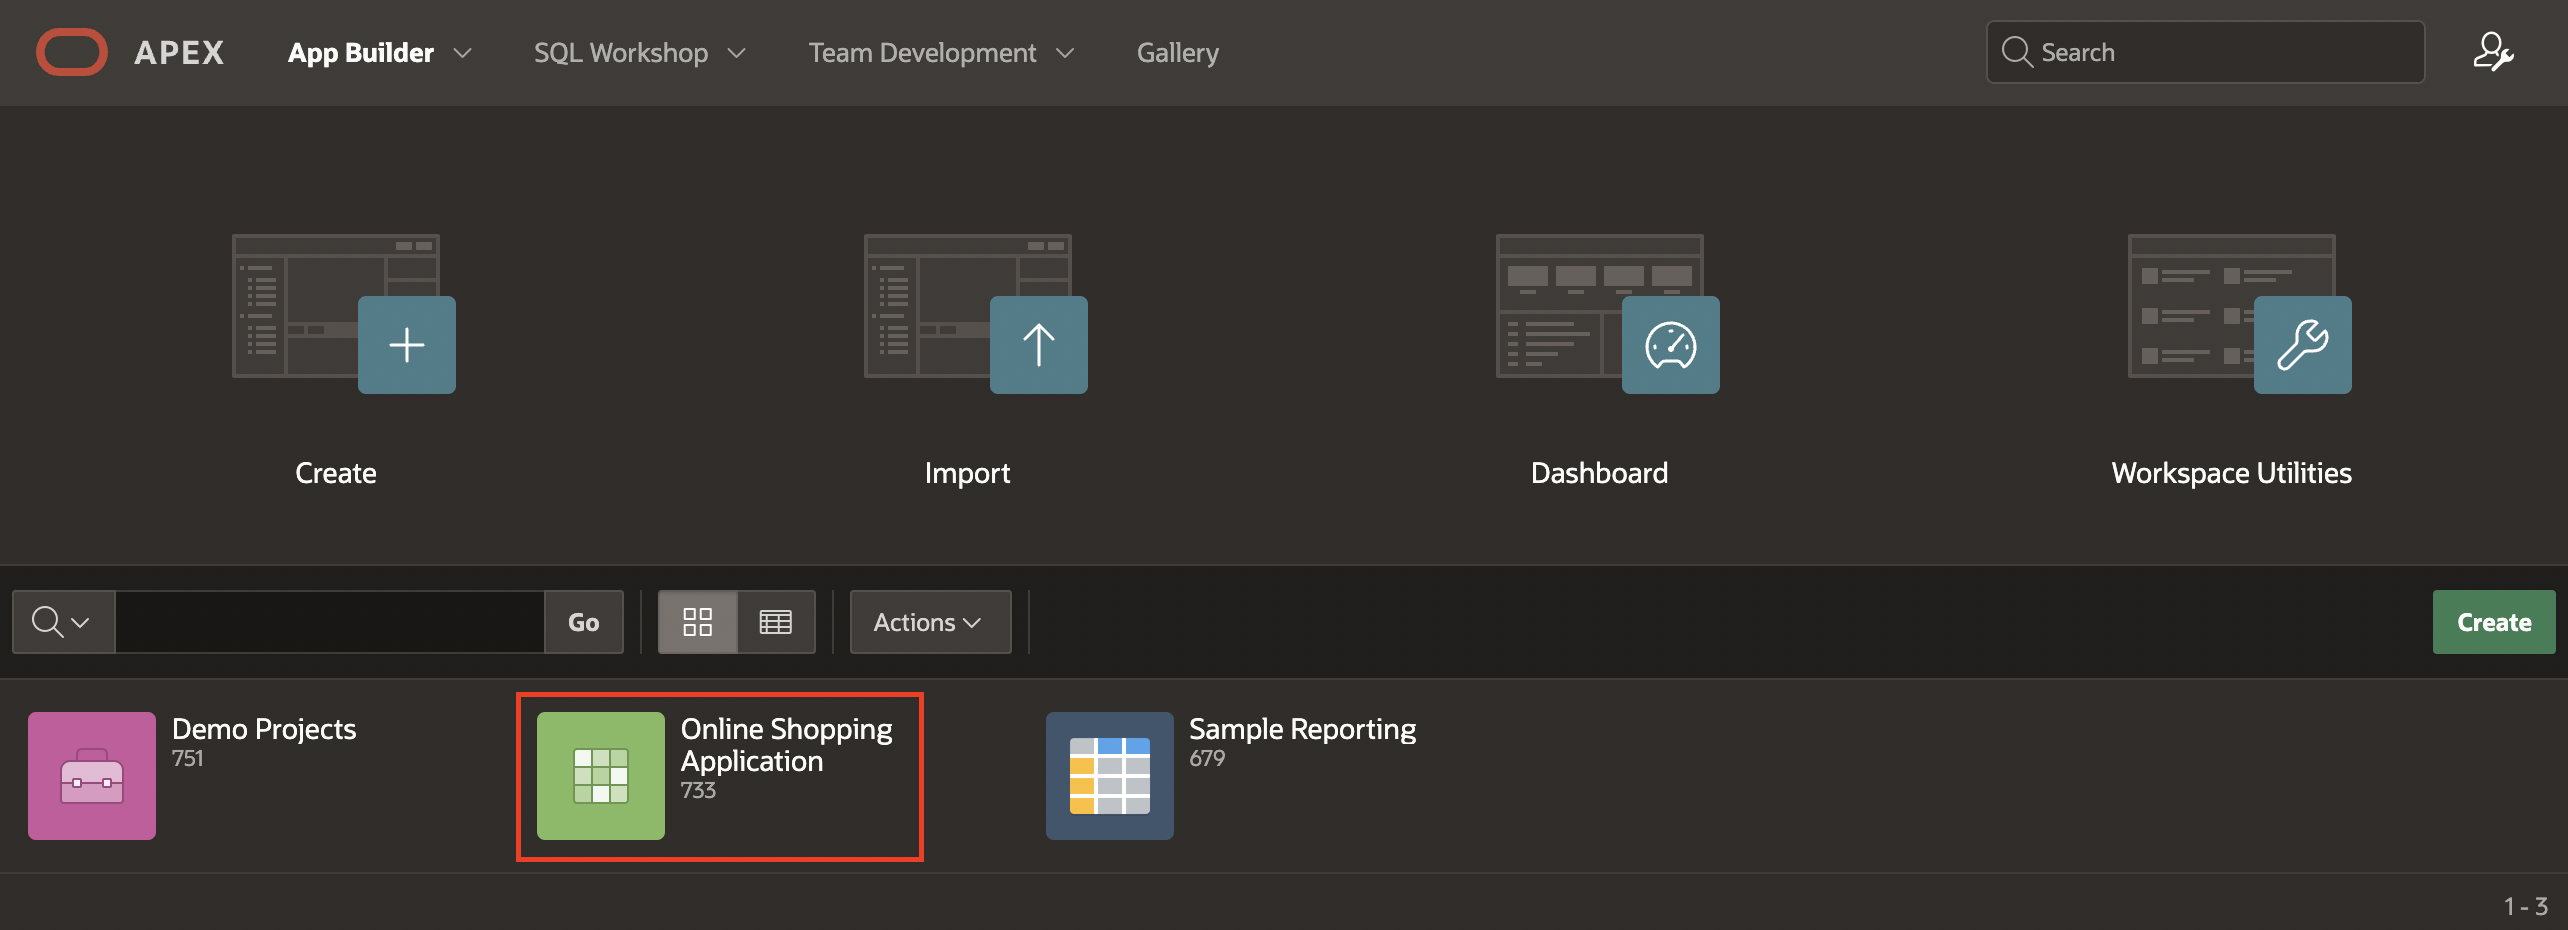 APEX App Builder SQL Workshop Team Development Gallery Search
Create Import Dashboard Workspace Utilities
Go Actions Create
Demo Projects
751
Online Shopping
Application
733
Sample Reporting
679
1 - 3